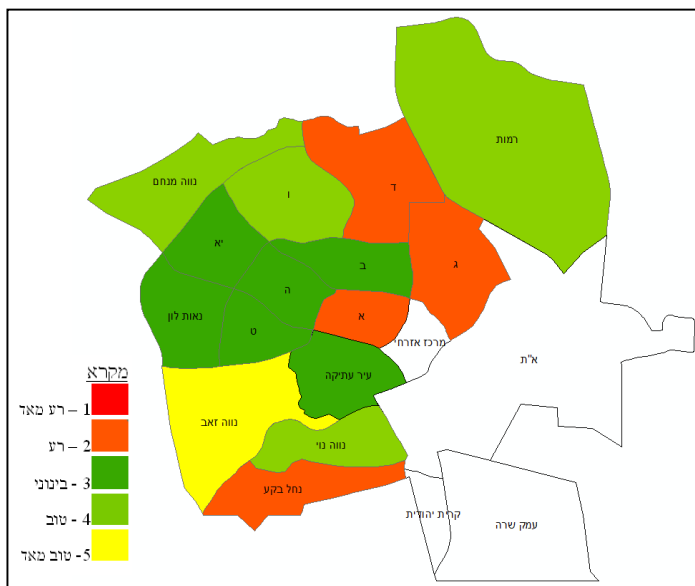 רמות
ד
נווה מנחם
ו
יא
ג
ב
ה
נאות לון
ט
א
מרכז אזרחי
א"ת
עיר עתיקה
נווה זאב
נווה נוי
נחל בקע
קרית יהודית
עמק שרה
מקרא
1 – רע מאד
2 – רע
3 - בינוני
4 - טוב
5 - טוב מאד